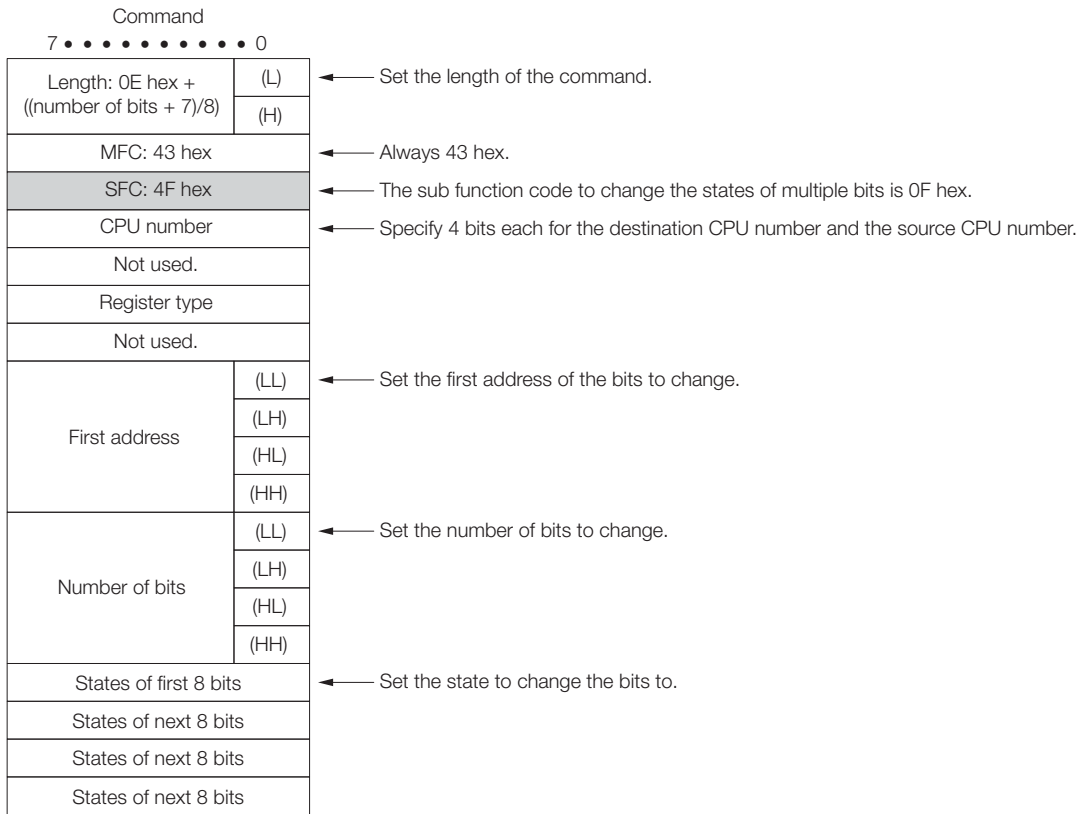 Command
7 • • • • • • • • • • 0
Length: 0E hex + (L) Set the length of the command.
((number of bits + 7)/8) (H)
MFC: 43 hex Always 43 hex.
SFC: 4F hex The sub function code to change the states of multiple bits is 0F hex.
CPU number Specify 4 bits each for the destination CPU number and the source CPU number.
Not used.
Register type
Not used.
(LL) Set the first address of the bits to change.
(LH)
First address
(HL)
(HH)
(LL) Set the number of bits to change.
(LH)
Number of bits
(HL)
(HH)
States of first 8 bits Set the state to change the bits to.
States of next 8 bits
States of next 8 bits
States of next 8 bits